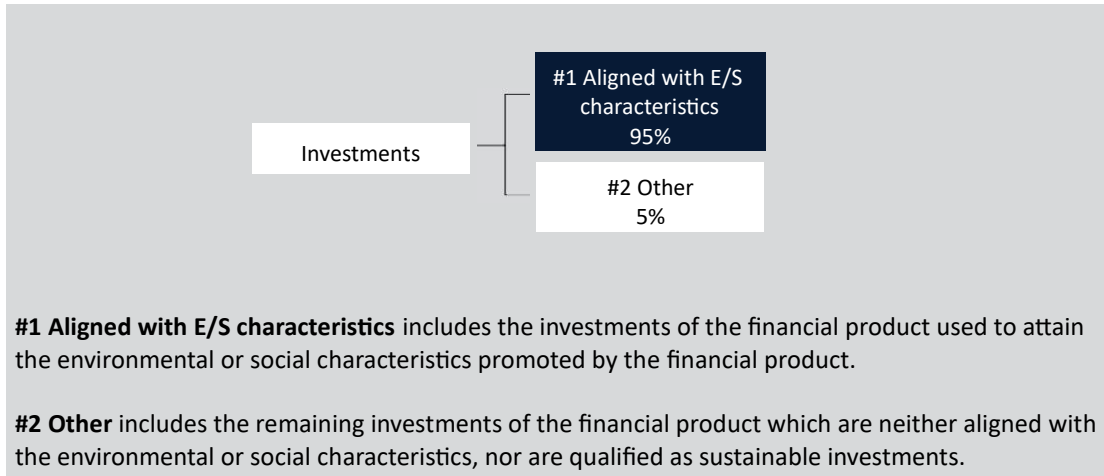 #1 Aligned with E/S
characteristics
95%
Investments
#2 Other
5%
#1 Aligned with E/S characteristics includes the investments of the financial product used to attain
the environmental or social characteristics promoted by the financial product.
#2 Other includes the remaining investments of the financial product which are neither aligned with
the environmental or social characteristics, nor are qualified as sustainable investments.